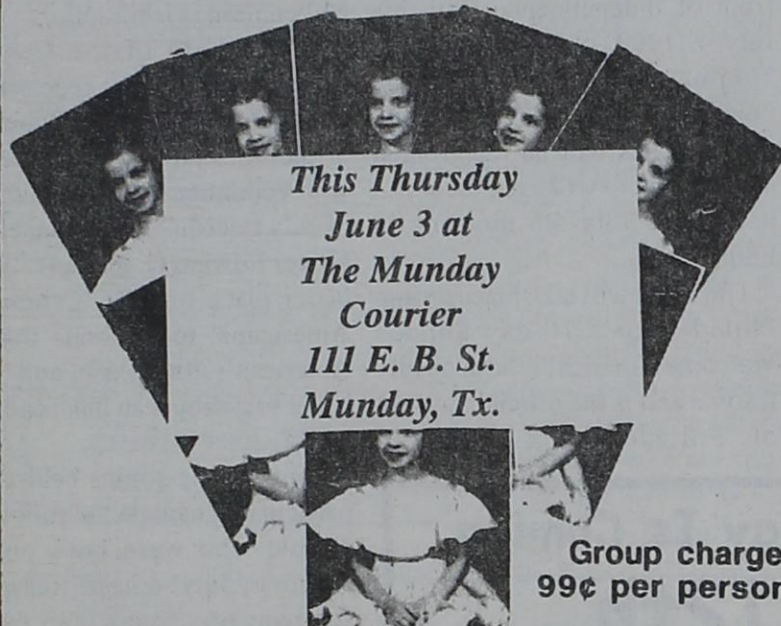 This Thursday
June 3 at
The Munday
Courier
111 E. B. St.
Munday, Tx.
Group charge
99¢ per person